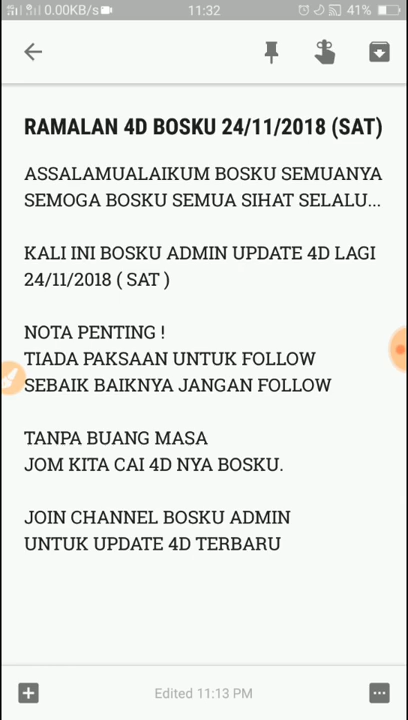 0.00KB/s
11:32
41%
RAMALAN 4D BOSKU 24/11/2018 (SAT)
ASSALAMUALAIKUM BOSKU SEMUANYA
SEMOGA BOSKU SEMUA SIHAT SELALU...
KALI INI BOSKU ADMIN UPDATE 4D LAGI
24/11/2018 ( SAT )
NOTA PENTING !
TIADA PAKSAAN UNTUK FOLLOW
SEBAIK BAIKNYA JANGAN FOLLOW
TANPA BUANG MASA
JOM KITA CAI 4D NYA BOSKU.
JOIN CHANNEL BOSKU ADMIN
UNTUK UPDATE 4D TERBARU
Edited 11:13 PM